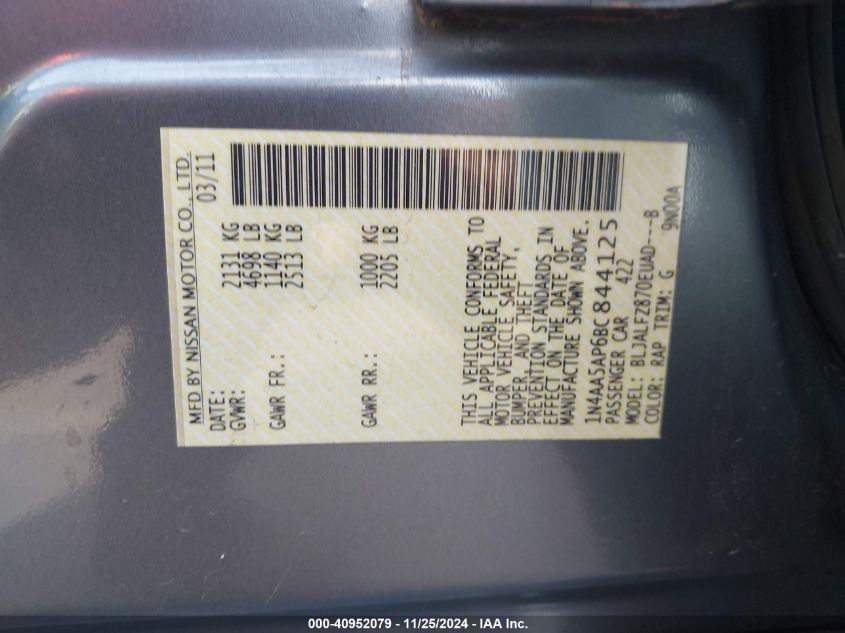 MFD BY NISSAN MOTOR CO., LTD.
DATE: 03/11
GVWR: 2131 KG
4698 LB
GAWR FR.: 1140 KG
2513 LB
GAWR RR.: 1000 KG
2205 LB
THIS VEHICLE CONFORMS TO
ALL APPLICABLE FEDERAL
MOTOR VEHICLE SAFETY,
BUMPER, AND THEFT
PREVENTION STANDARDS IN
EFFECT ON THE DATE OF
MANUFACTURE SHOWN ABOVE.
1N4AA5AP6BC844125
PASSENGER CAR 422
MODEL: BLJALFZ870EUAD---B
COLOR: RAP TRIM: G 9N00A
000-40952079 - 11/25/2024 - IAA Inc.